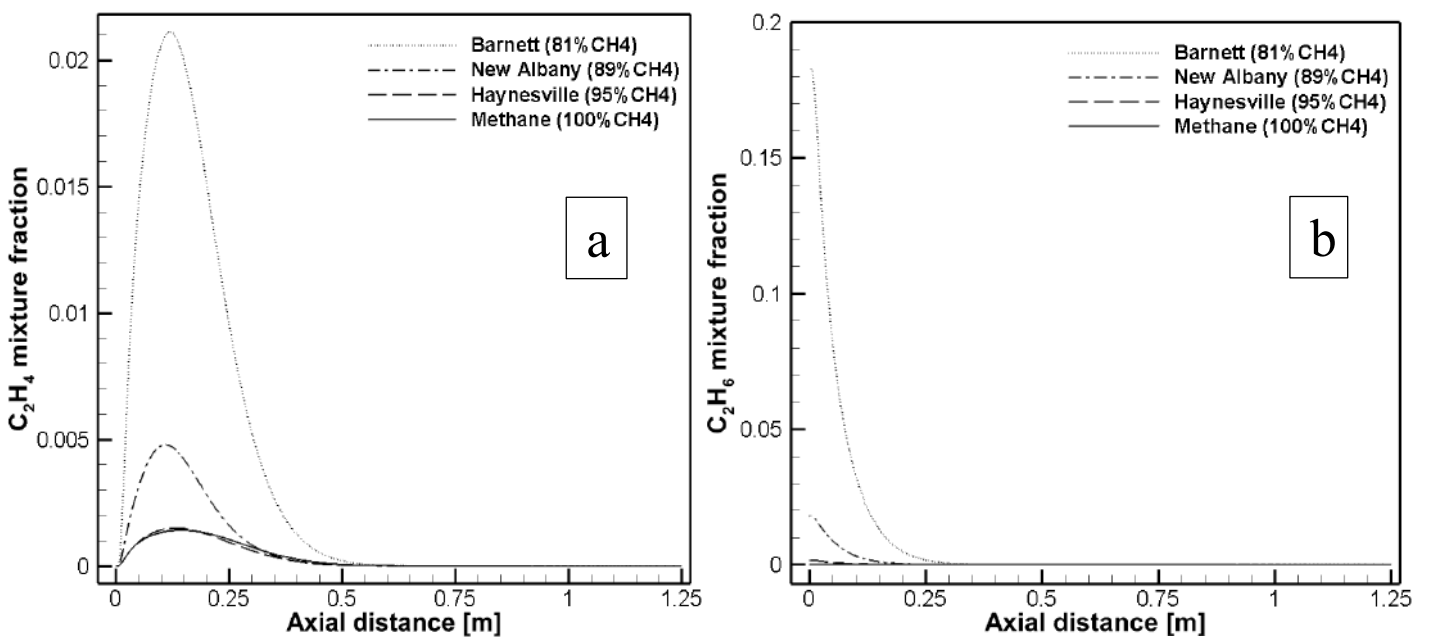 Barnett (81%CH4)
New Albany (89%CH4)
Haynesville (95%CH4)
Methane (100%CH4)
a
C2H4 mixture fraction
0.02
0.015
0.01
0.005
0
0
0.25
0.5
0.75
1
1.25
Axial distance [m]
Barnett (81%CH4)
New Albany (89%CH4)
Haynesville (95%CH4)
Methane (100%CH4)
b
C2H6 mixture fraction
0.2
0.15
0.1
0.05
0
0
0.25
0.5
0.75
1
1.25
Axial distance [m]